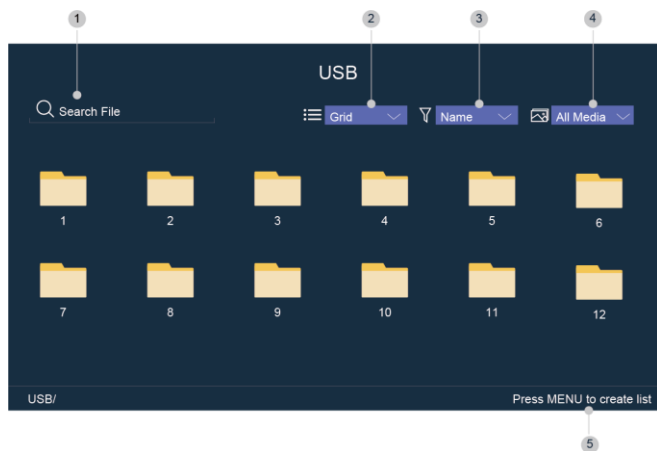 1 2 3 4
USB
Search File Grid Name All Media
1 2 3 4 5 6
7 8 9 10 11 12
USB/ Press MENU to create list
5